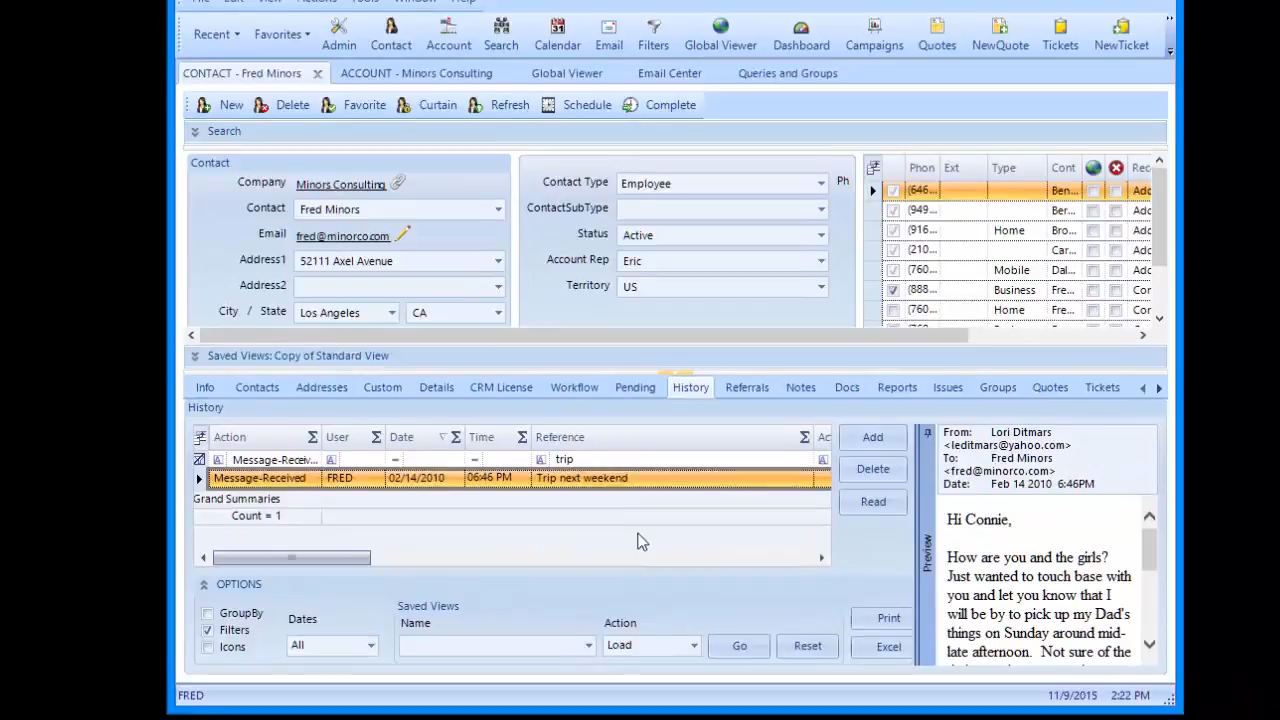 Recent Favorites Admin Contact Account Search Calendar Email Filters Global Viewer Dashboard Campaigns Quotes NewQuote Tickets NewTicket
CONTACT - Fred Minors ACCOUNT - Minors Consulting Global Viewer Email Center Queries and Groups
New Delete Favorite Curtain Refresh Schedule Complete
Search
Contact
Company Minors Consulting
Contact Fred Minors
Email fred@minorco.com
Address1 52111 Axel Avenue
Address2
City / State Los Angeles CA
Contact Type Employee
ContactSubType
Status Active
Account Rep Eric
Territory US
Ph
Phon Ext Type Cont Rec
(646... Ben... Adc
(949... Ber... Adc
(916... Home Bro... Adc
(210... Car... Adc
(760... Mobile Dal... Adc
(888... Business Fre... Cor
(760... Home Fre... Cor
Saved Views: Copy of Standard View
Info Contacts Addresses Custom Details CRM License Workflow Pending History Referrals Notes Docs Reports Issues Groups Quotes Tickets
History
Action Σ User Σ Date Σ Time Σ Reference Σ Ac
Message-Receiv... = = trip
Message-Received FRED 02/14/2010 06:46 PM Trip next weekend
Grand Summaries
Count = 1
Add
Delete
Read
OPTIONS
GroupBy
Filters
Icons
Dates
All
Saved Views
Name Action
Load Go Reset
Print
Excel
Preview
From: Lori Ditmars
<leditmars@yahoo.com>
To: Fred Minors
<fred@minorco.com>
Date: Feb 14 2010 6:46PM
Hi Connie,
How are you and the girls?
Just wanted to touch base with
you and let you know that I
will be by to pick up my Dad's
things on Sunday around mid-
late afternoon. Not sure of the
FRED 11/9/2015 2:22 PM